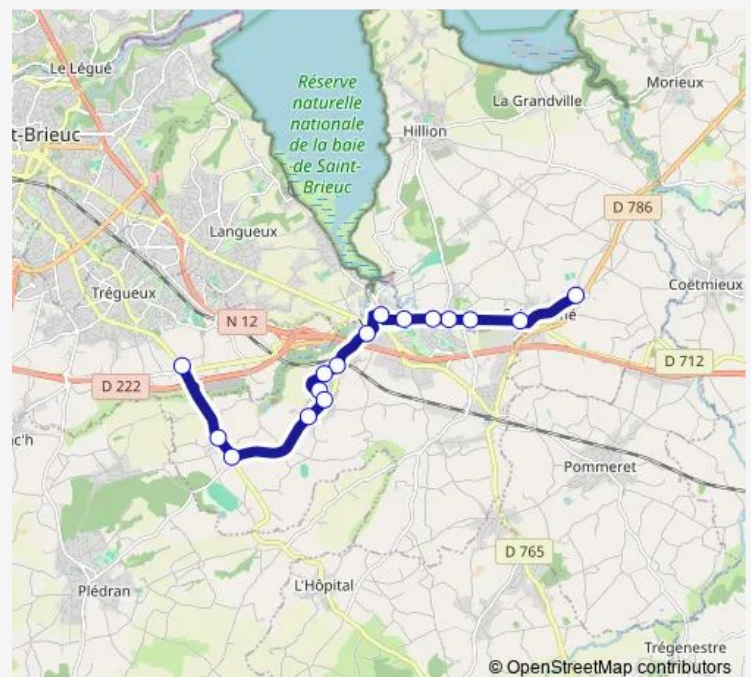 Le Légué
Morieux
La Grandville
Réserve
naturelle
nationale
de la baie
de Saint-
Brieuc
Hillion
t-Brieuc
D 786
Langueux
Coëtmieux
Trégueux
N 12
D 712
D 222
Pommeret
D 765
L'Hôpital
Plédran
Trégenestre
© OpenStreetMap contributors